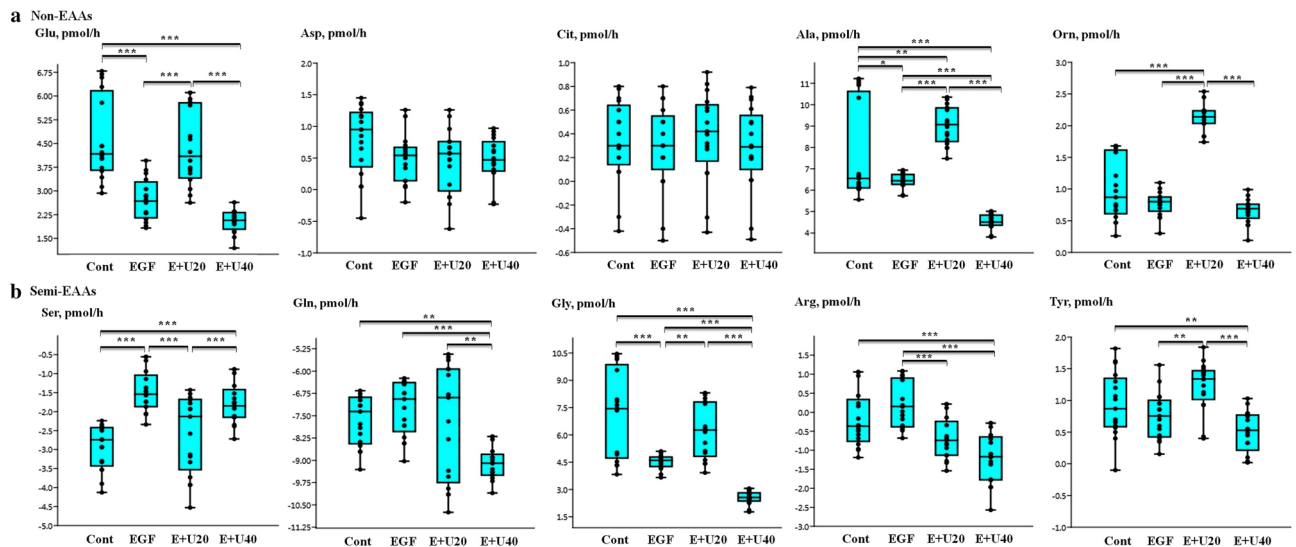 a Non-EAAs
Glu, pmol/h
Asp, pmol/h
Cit, pmol/h
Ala, pmol/h
Orn, pmol/h
*** *** *** ***
*** ** * *** *** ***
*** *** ***
6.75
6.00
5.25
4.50
3.75
3.00
2.25
1.50
2.0
1.5
1.0
0.5
0.0
-0.5
-1.0
1.0
0.8
0.6
0.4
0.2
0.0
-0.2
-0.4
-0.6
11
10
9
8
7
6
5
4
3.0
2.5
2.0
1.5
1.0
0.5
0.0
Cont EGF E+U20 E+U40
Cont EGF E+U20 E+U40
Cont EGF E+U20 E+U40
Cont EGF E+U20 E+U40
Cont EGF E+U20 E+U40
b Semi-EAAs
Ser, pmol/h
Gln, pmol/h
Gly, pmol/h
Arg, pmol/h
Tyr, pmol/h
*** *** *** ***
** *** **
*** *** *** ** ***
*** *** ***
** ** ***
-0.5
-1.0
-1.5
-2.0
-2.5
-3.0
-3.5
-4.0
-4.5
-5.0
-5.25
-6.00
-6.75
-7.50
-8.25
-9.00
-9.75
-10.50
-11.25
10.5
9.0
7.5
6.0
4.5
3.0
1.5
2.0
1.5
1.0
0.5
0.0
-0.5
-1.0
-1.5
-2.0
-2.5
-3.0
2.0
1.5
1.0
0.5
0.0
-0.5
-1.0
Cont EGF E+U20 E+U40
Cont EGF E+U20 E+U40
Cont EGF E+U20 E+U40
Cont EGF E+U20 E+U40
Cont EGF E+U20 E+U40